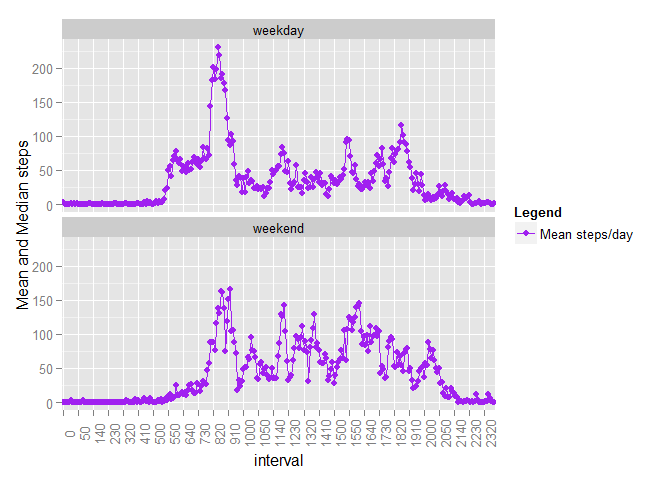 weekday
200
150
100
50
0
Mean and Median steps
weekend
200
150
100
50
0
0 50 140 230 320 410 500 550 640 730 820 910 1000 1050 1140 1230 1320 1410 1500 1550 1640 1730 1820 1910 2000 2050 2140 2230 2320
interval
Legend
Mean steps/day